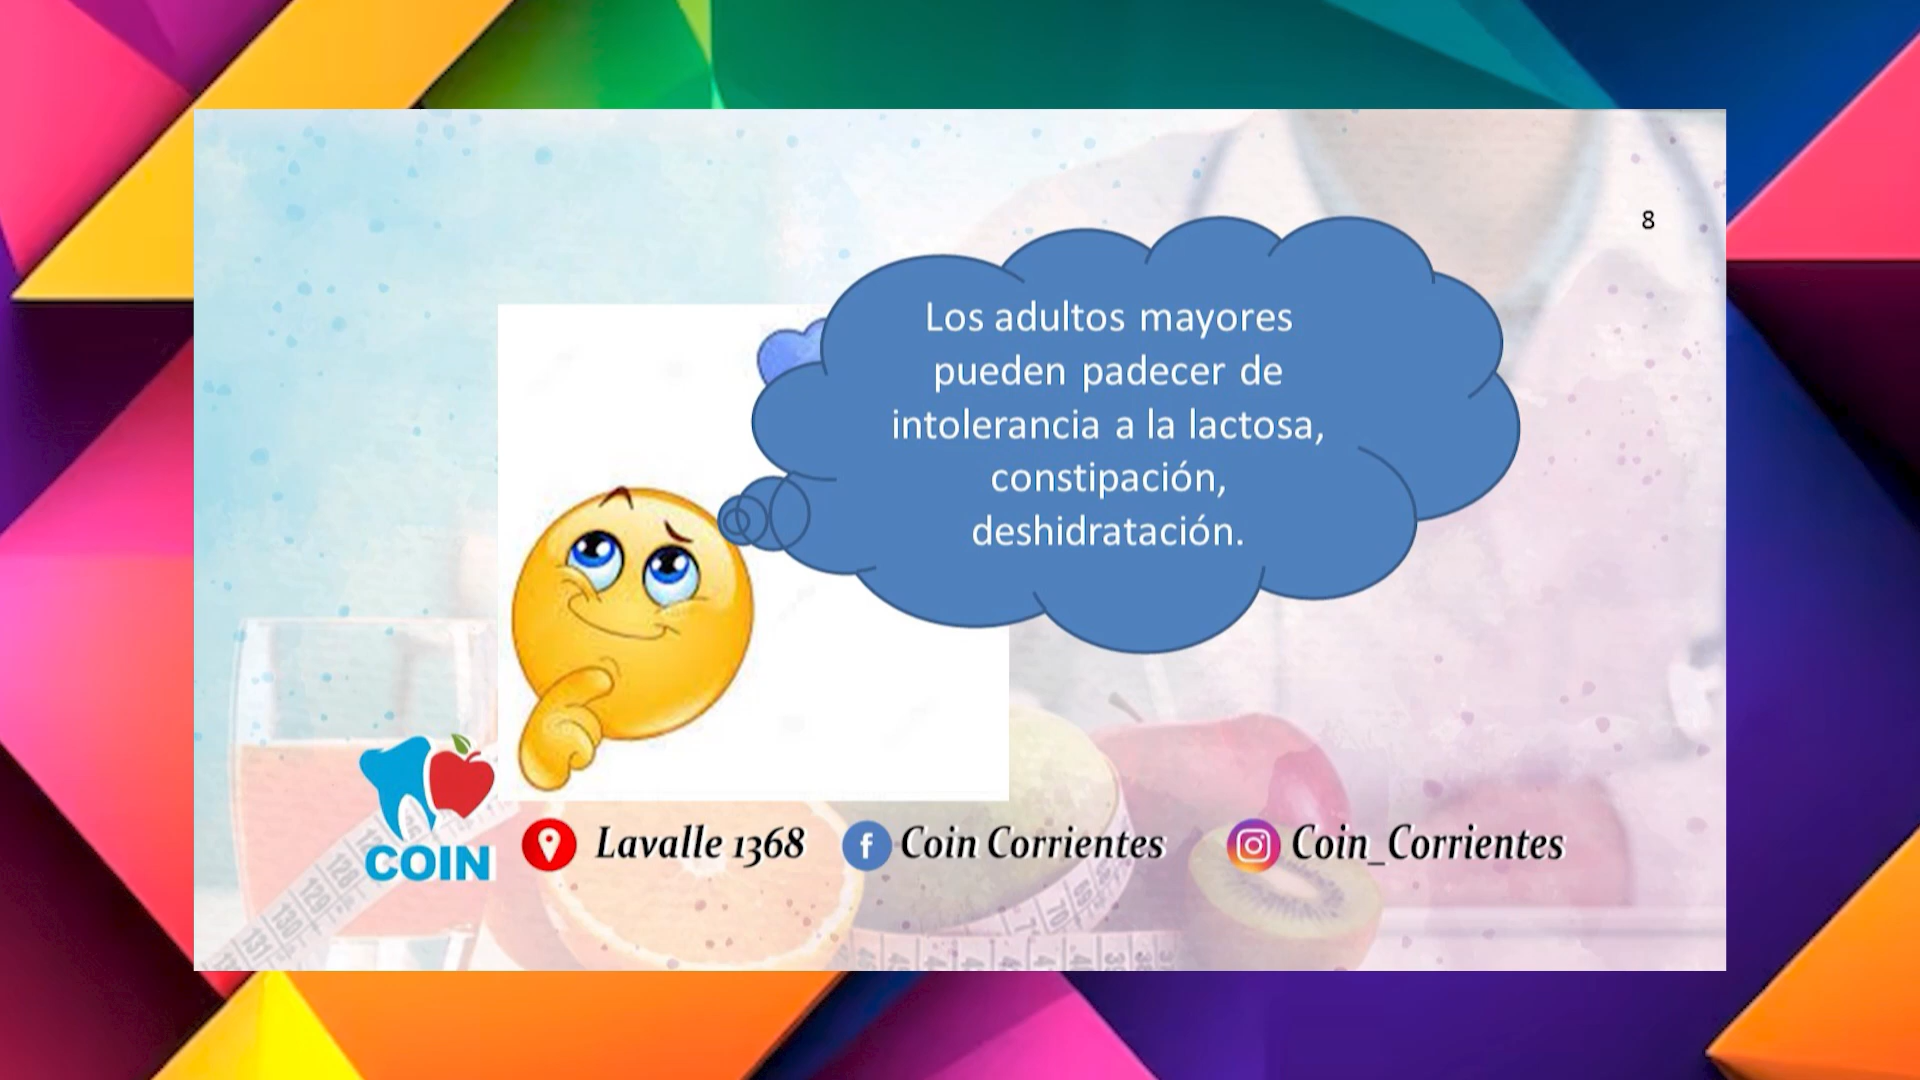 8
Los adultos mayores
pueden padecer de
intolerancia a la lactosa,
constipación,
deshidratación.
COIN
Lavalle 1368
Coin Corrientes
Coin_Corrientes